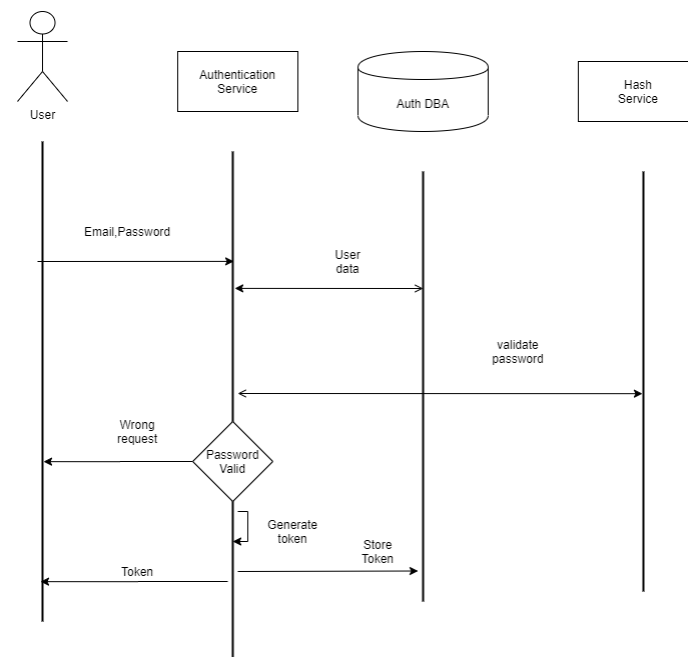 User
Authentication
Service
Auth DBA
Hash
Service
Email,Password
User
data
validate
password
Wrong
request
Password
Valid
Generate
token
Store
Token
Token